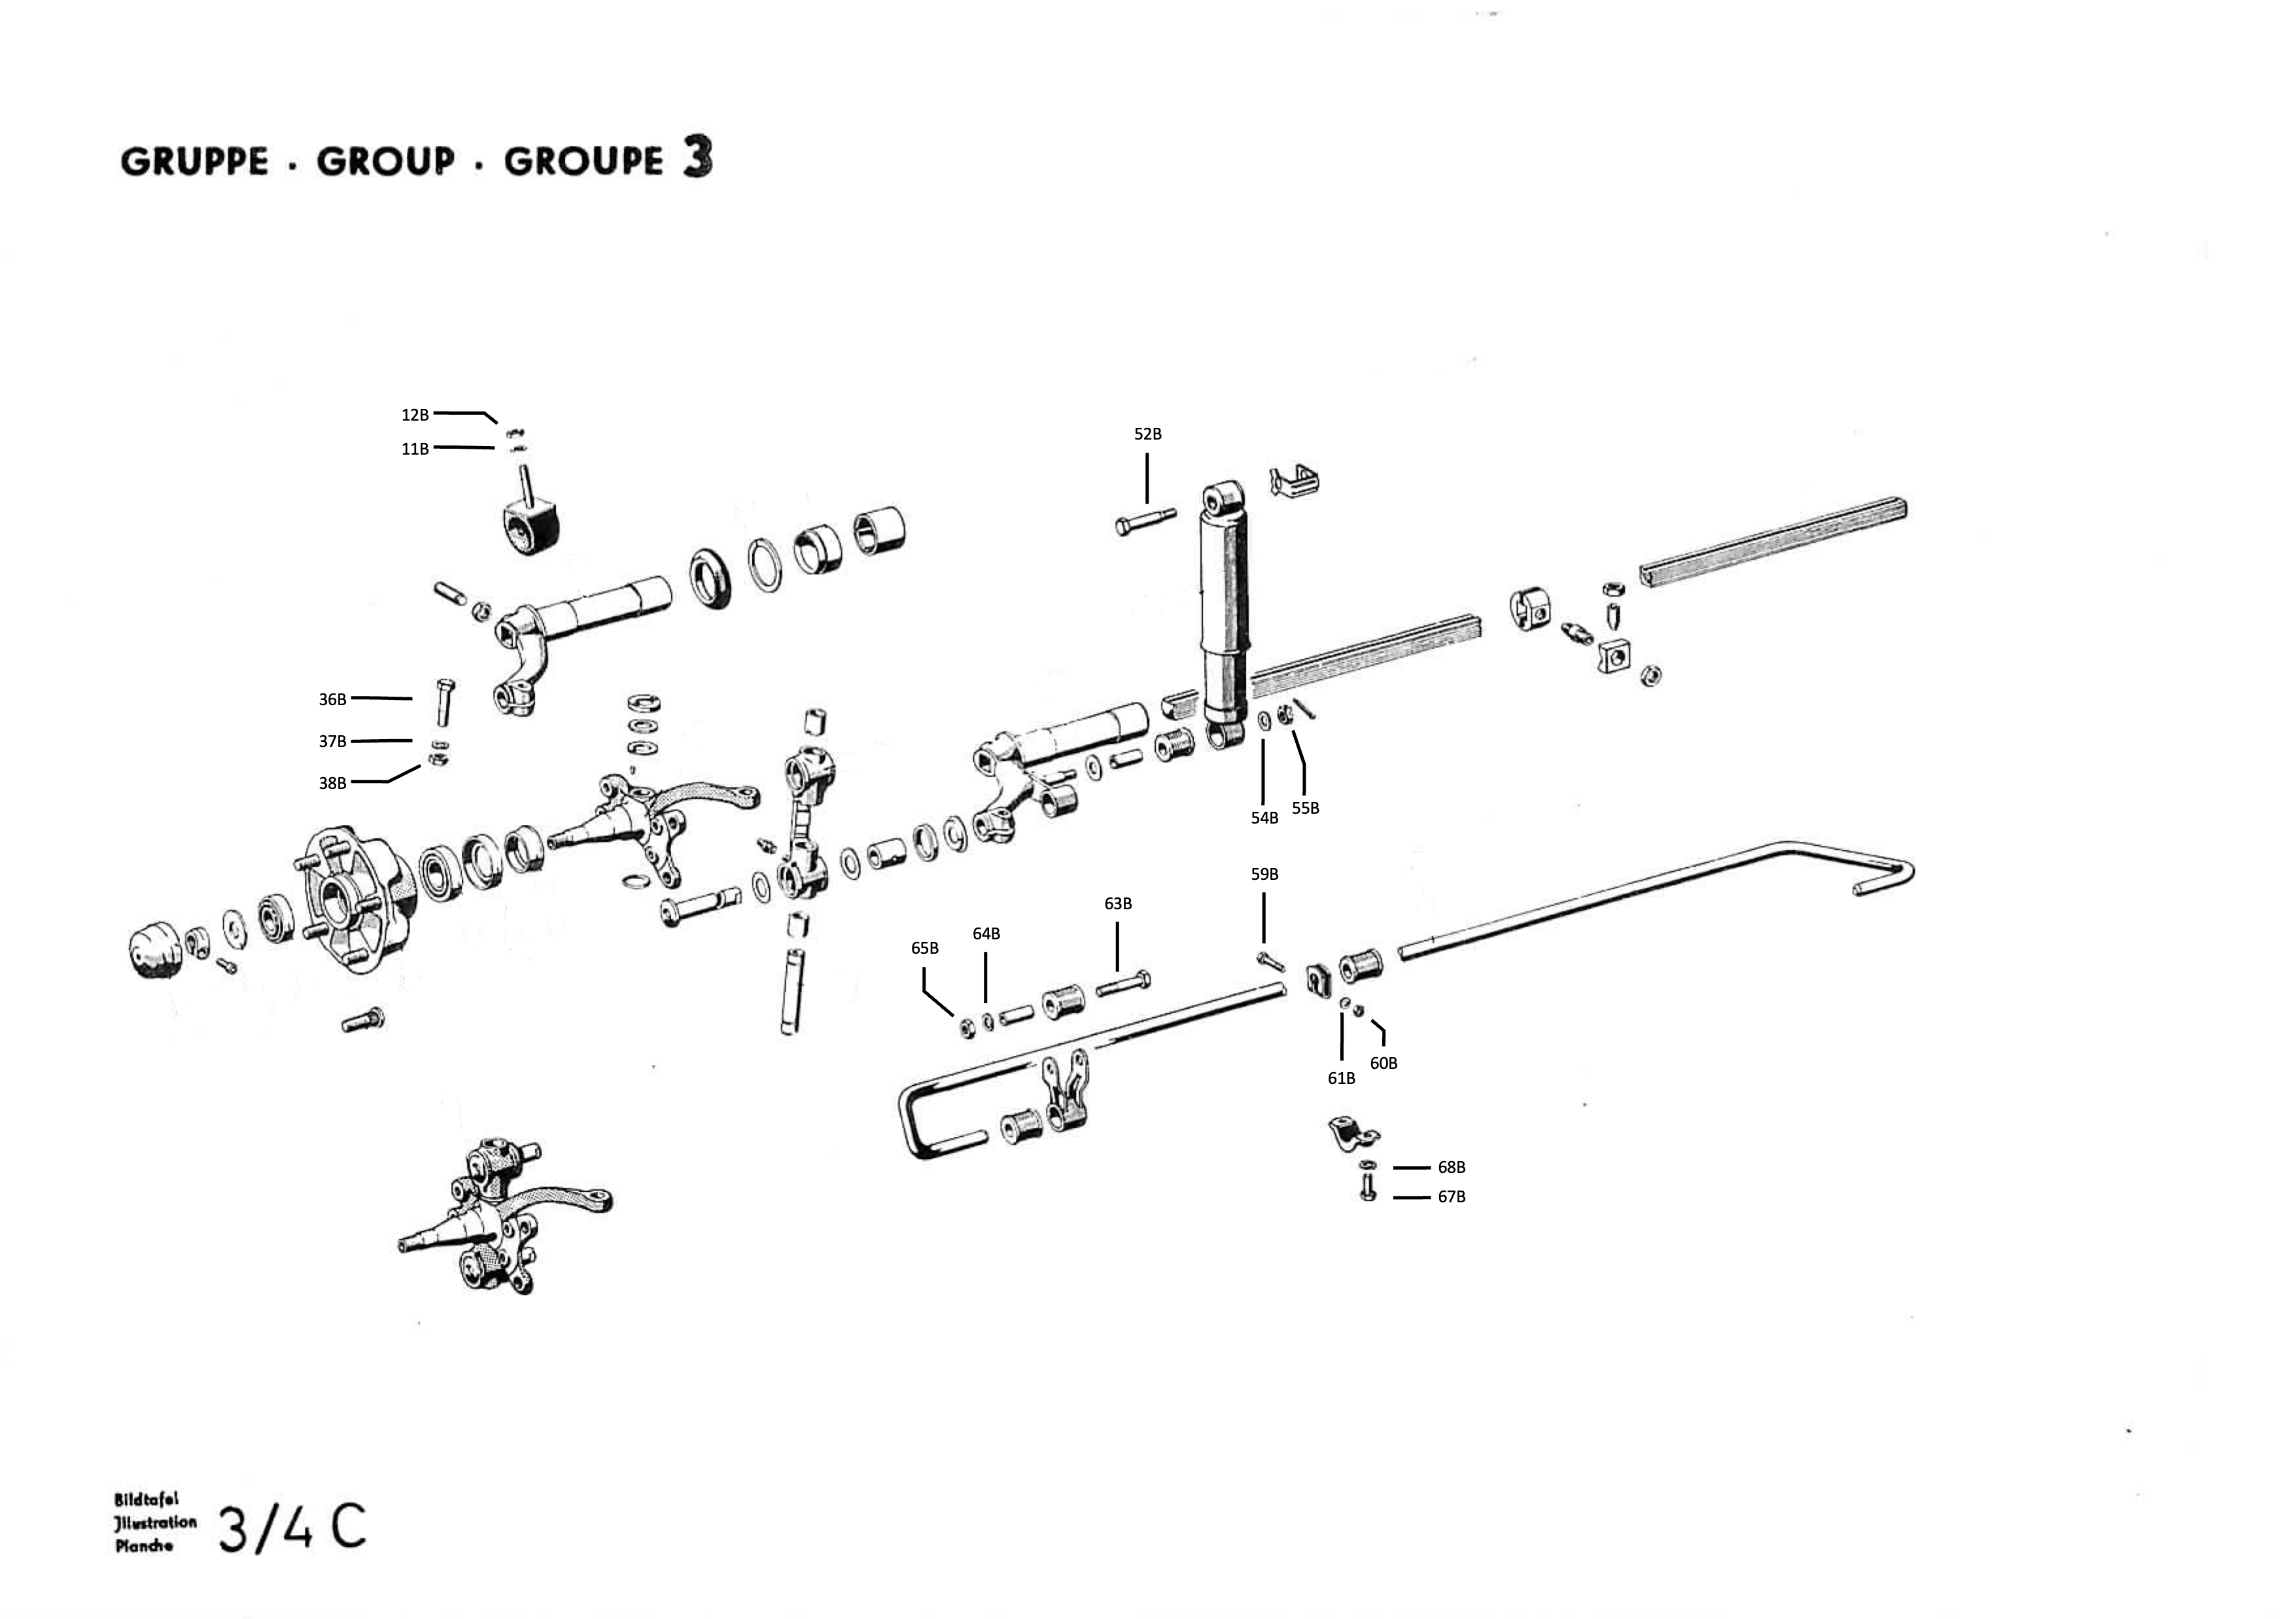 GRUPPE . GROUP . GROUPE 3
12B
11B
52B
36B
37B
38B
54B
55B
59B
63B
64B
65B
60B
61B
68B
67B
Bildtafel
Jllustration
Planche
3/4 C